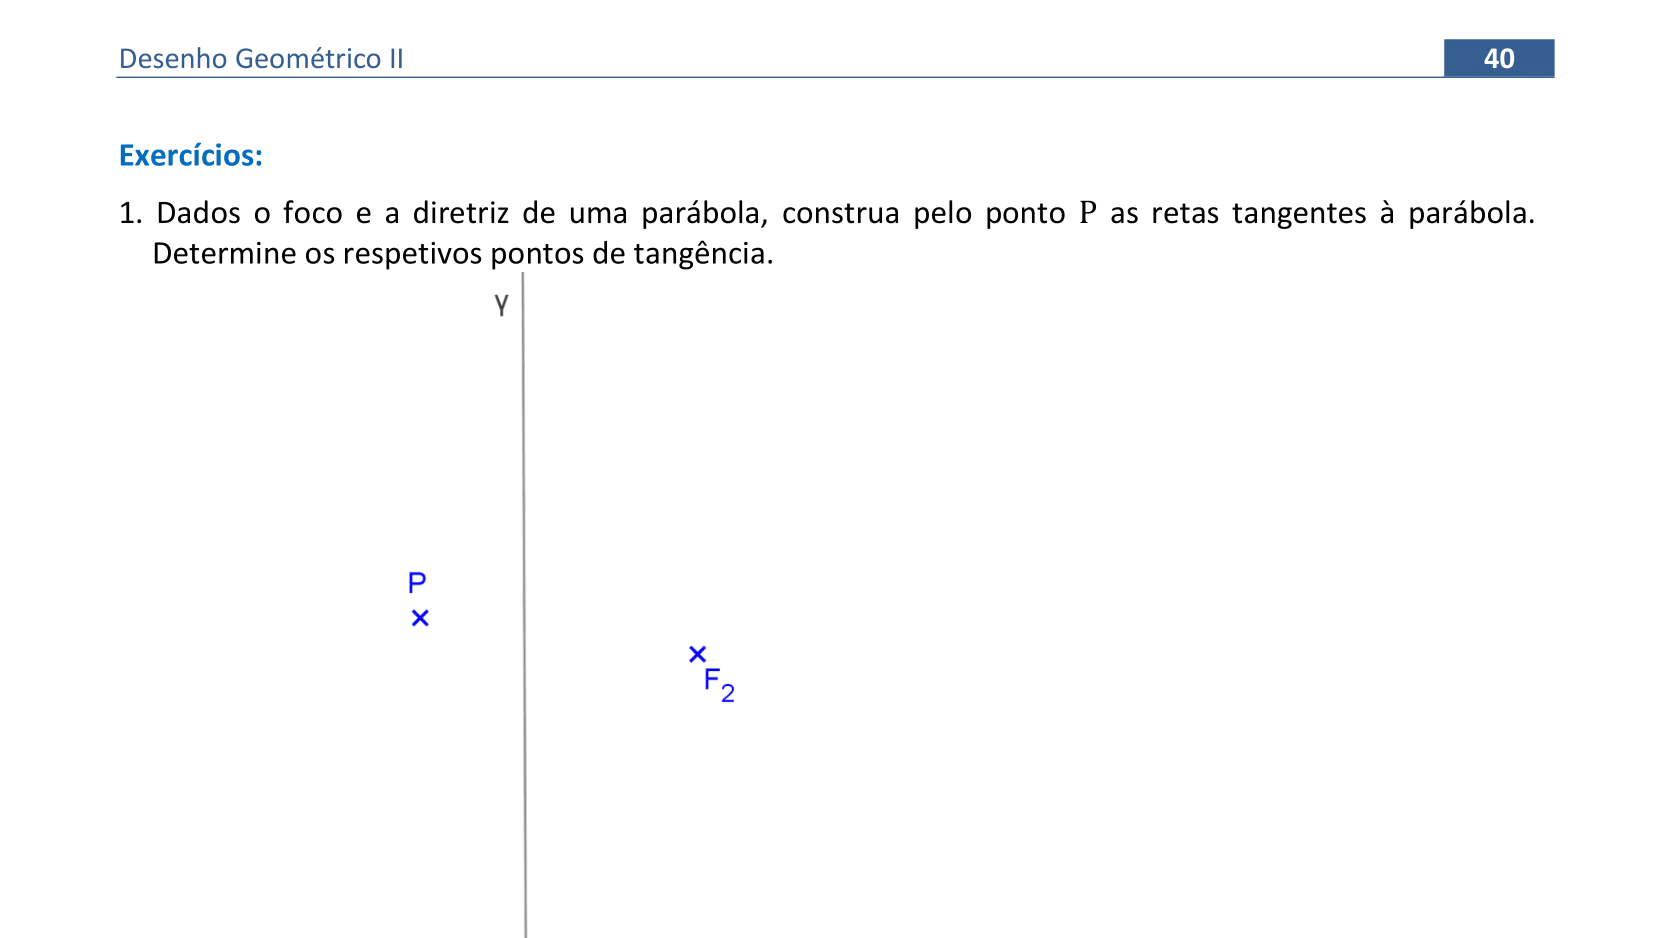 Desenho Geométrico II 40
Exercícios:
1. Dados o foco e a diretriz de uma parábola, construa pelo ponto P as retas tangentes à parábola.
Determine os respetivos pontos de tangência.
γ
P
F₂